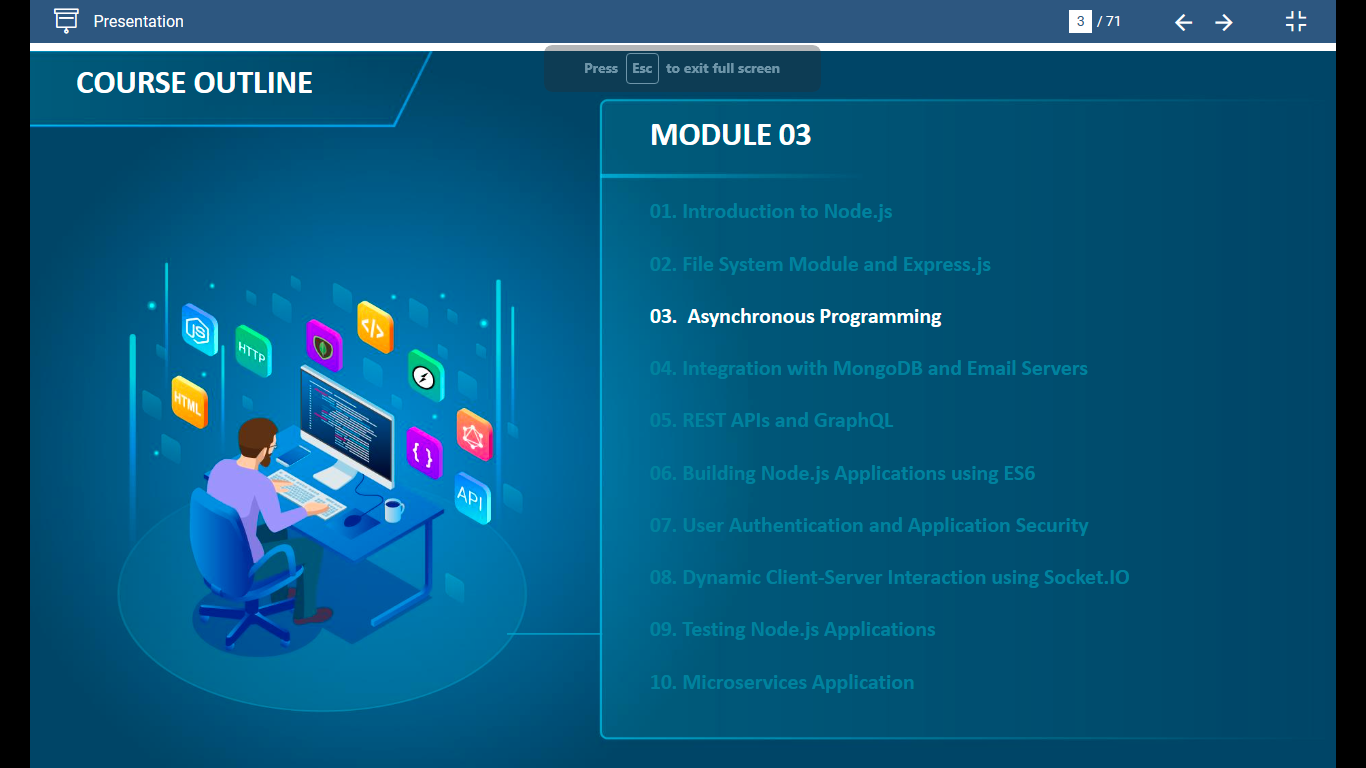 Presentation
3 / 71
Press Esc to exit full screen
COURSE OUTLINE
MODULE 03
01. Introduction to Node.js
02. File System Module and Express.js
03. Asynchronous Programming
04. Integration with MongoDB and Email Servers
05. REST APIs and GraphQL
06. Building Node.js Applications using ES6
07. User Authentication and Application Security
08. Dynamic Client-Server Interaction using Socket.IO
09. Testing Node.js Applications
10. Microservices Application
JS
HTTP
</>
HTML
{ }
API